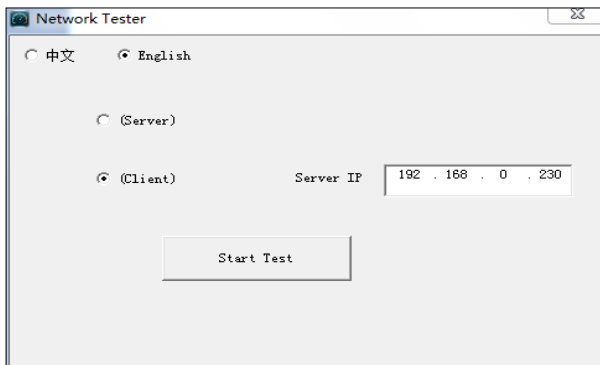 Network Tester
中文 English
(Server)
(Client) Server IP 192 . 168 . 0 . 230
Start Test